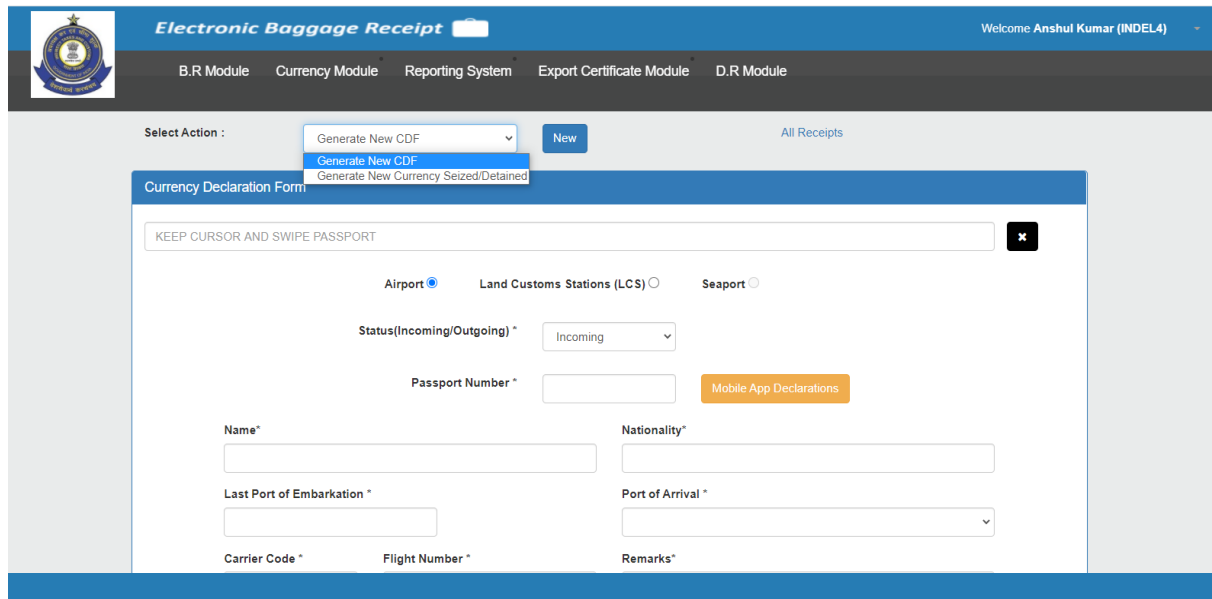 Electronic Baggage Receipt
Welcome Anshul Kumar (INDEL4)
B.R Module Currency Module Reporting System Export Certificate Module D.R Module
Select Action :
Generate New CDF
New
All Receipts
Generate New CDF
Generate New Currency Seized/Detained
Currency Declaration Form
KEEP CURSOR AND SWIPE PASSPORT
Airport Land Customs Stations (LCS) Seaport
Status(Incoming/Outgoing) * Incoming
Passport Number * Mobile App Declarations
Name* Nationality*
Last Port of Embarkation * Port of Arrival *
Carrier Code * Flight Number * Remarks*